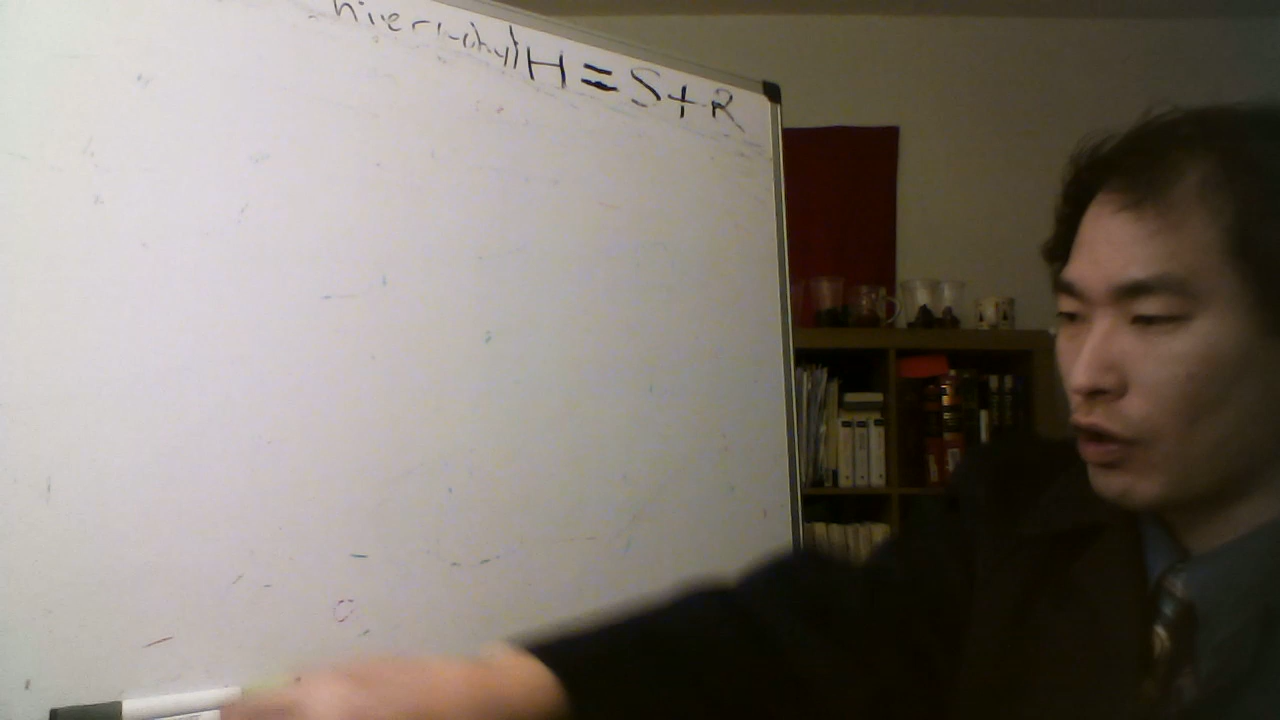 hierarchy} H = S + R